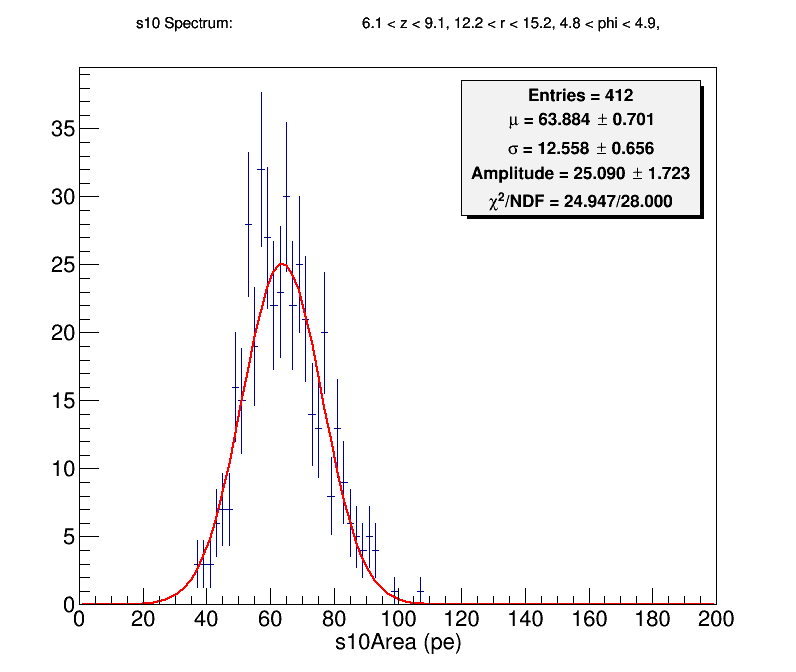 s10 Spectrum: 6.1 < z < 9.1, 12.2 < r < 15.2, 4.8 < phi < 4.9,
Entries = 412
μ = 63.884 ± 0.701
σ = 12.558 ± 0.656
Amplitude = 25.090 ± 1.723
χ²/NDF = 24.947/28.000
35
30
25
20
15
10
5
0
0 20 40 60 80 100 120 140 160 180 200
s10Area (pe)